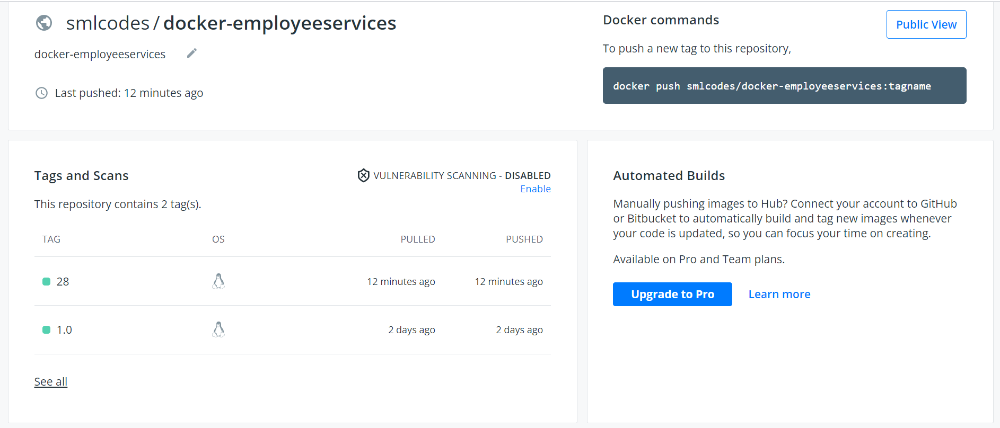 smlcodes / docker-employeeservices
docker-employeeservices
Last pushed: 12 minutes ago
Docker commands
Public View
To push a new tag to this repository,
docker push smlcodes/docker-employeeservices:tagname
Tags and Scans
VULNERABILITY SCANNING - DISABLED
Enable
This repository contains 2 tag(s).
TAG OS PULLED PUSHED
28 12 minutes ago 12 minutes ago
1.0 2 days ago 2 days ago
See all
Automated Builds
Manually pushing images to Hub? Connect your account to GitHub
or Bitbucket to automatically build and tag new images whenever
your code is updated, so you can focus your time on creating.
Available on Pro and Team plans.
Upgrade to Pro Learn more